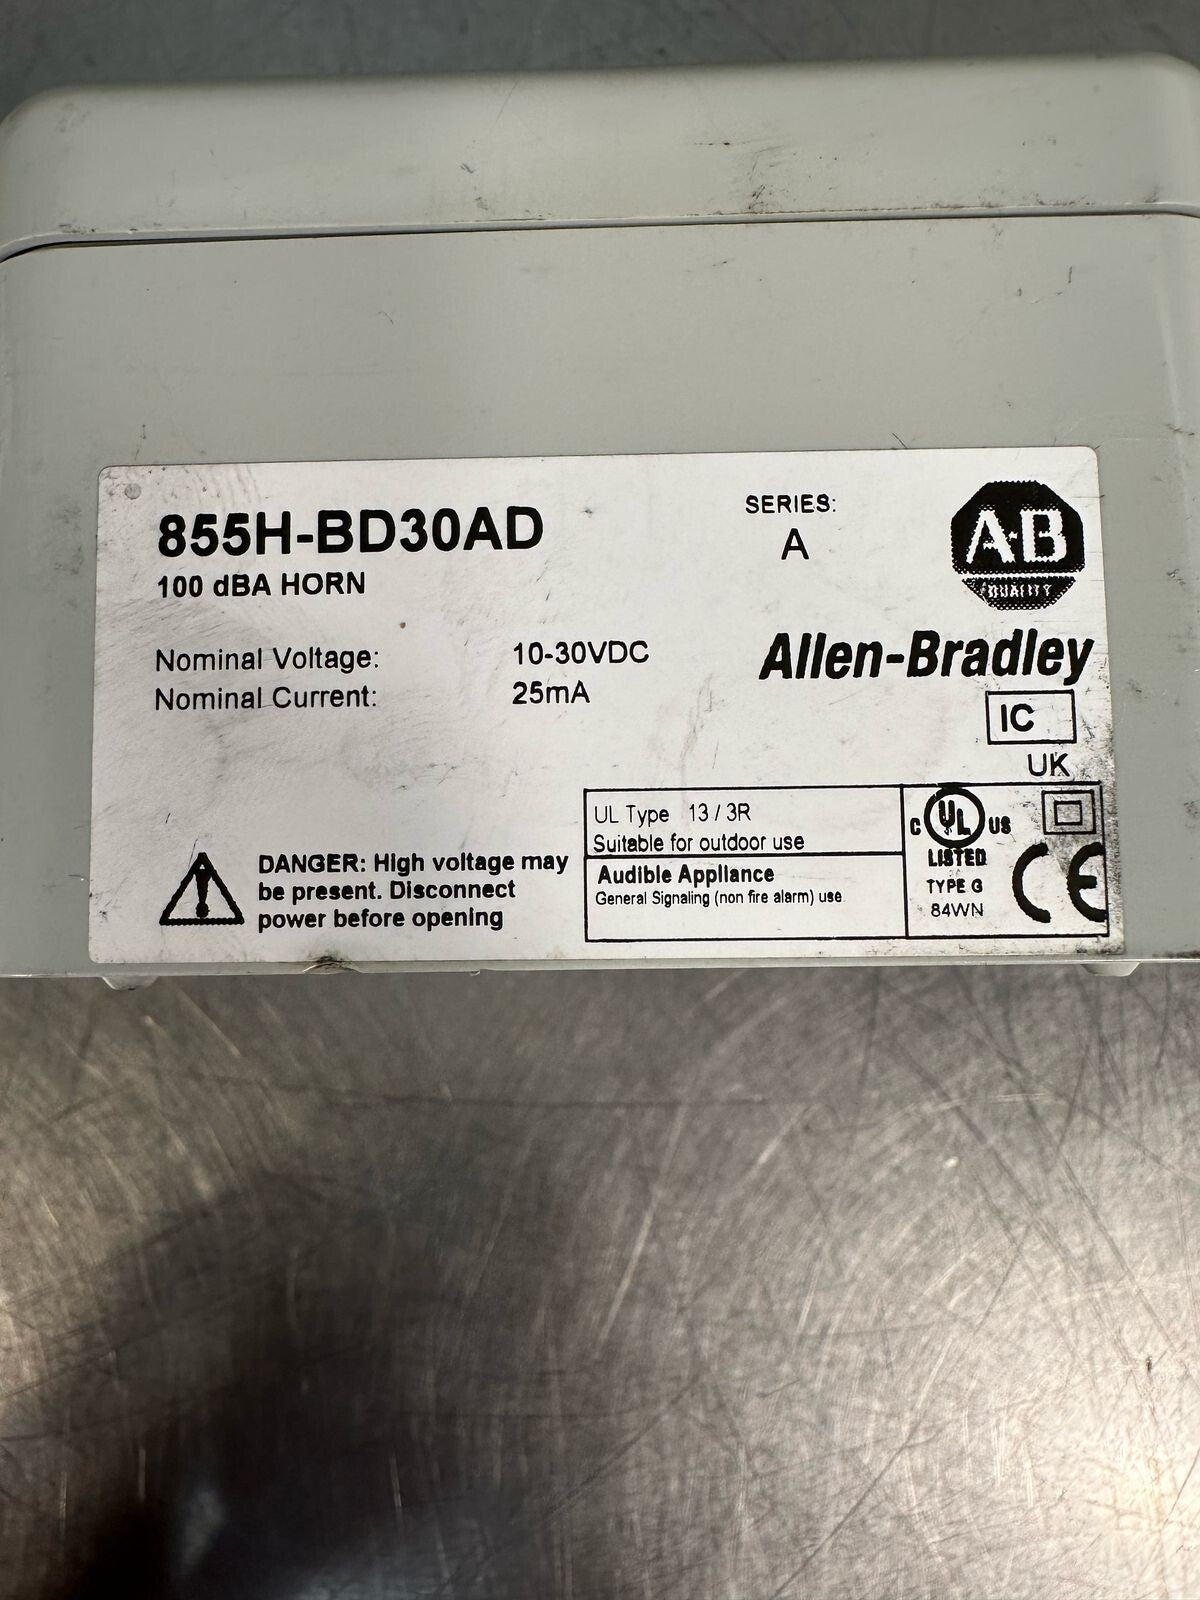 855H-BD30AD
100 dBA HORN
SERIES:
A
A-B
QUALITY
Allen-Bradley
Nominal Voltage: 10-30VDC
Nominal Current: 25mA
IC
UK
DANGER: High voltage may
be present. Disconnect
power before opening
UL Type 13 / 3R
Suitable for outdoor use
Audible Appliance
General Signaling (non fire alarm) use
C UL US
LISTED
TYPE G
84WN
CE